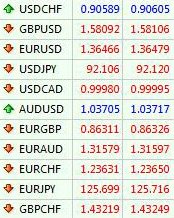 USDCHF 0.90589 0.90605
GBPUSD 1.58092 1.58106
EURUSD 1.36466 1.36479
USDJPY 92.106 92.120
USDCAD 0.99980 0.99995
AUDUSD 1.03705 1.03717
EURGBP 0.86311 0.86326
EURAUD 1.31579 1.31597
EURCHF 1.23631 1.23650
EURJPY 125.699 125.716
GBPCHF 1.43219 1.43249